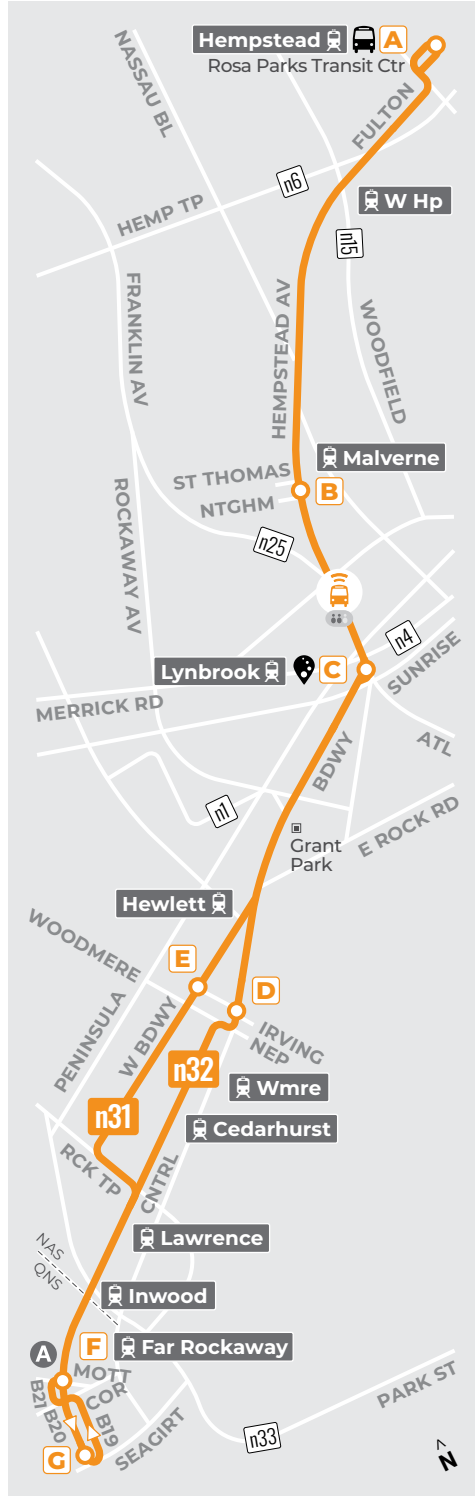 Hempstead A
Rosa Parks Transit Ctr
NASSAU BL
FULTON
n6
W Hp
HEMP TP
n15
FRANKLIN AV
HEMPSTEAD AV
WOODFIELD
Malverne
ST THOMAS
B
NTGHM
ROCKAWAY AV
n25
n4
Lynbrook C
SUNRISE
MERRICK RD
ATL
BDWY
n1
E ROCK RD
Grant
Park
Hewlett
WOODMERE
E
D
PENINSULA
W BDWY
IRVING
NEP
n32
Wmre
n31
Cedarhurst
RCK TP
CNTRL
Lawrence
NAS
QNS
Inwood
A
F Far Rockaway
MOTT
COR
PARK ST
B21
B20
B19
SEAGIRT
n33
G
N